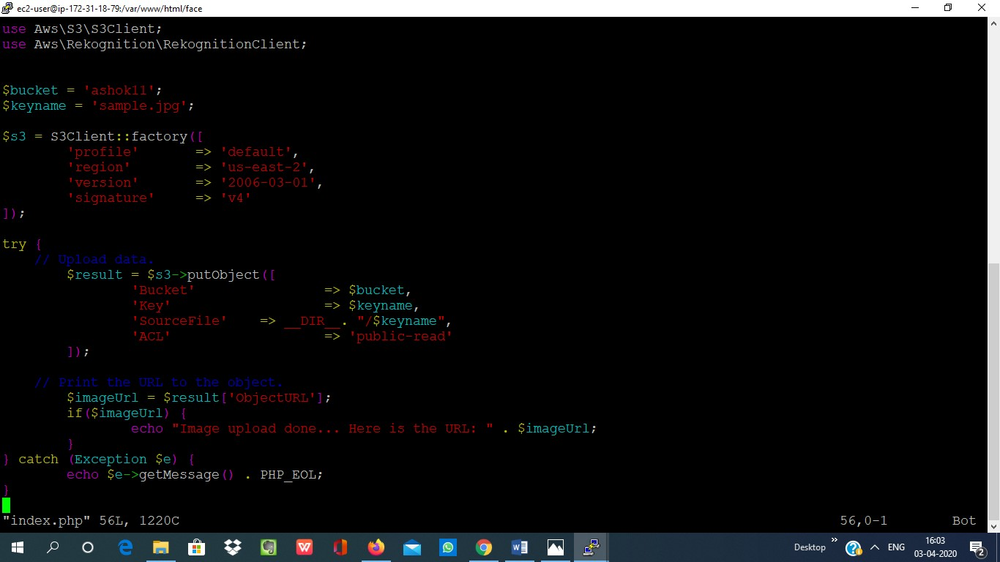 ec2-user@ip-172-31-18-79:/var/www/html/face
use Aws\S3\S3Client;
use Aws\Rekognition\RekognitionClient;
$bucket = 'ashok11';
$keyname = 'sample.jpg';
$s3 = S3Client::factory([
'profile' => 'default',
'region' => 'us-east-2',
'version' => '2006-03-01',
'signature' => 'v4'
]);
try {
// Upload data.
$result = $s3->putObject([
'Bucket' => $bucket,
'Key' => $keyname,
'SourceFile' => __DIR__. "/$keyname",
'ACL' => 'public-read'
]);
// Print the URL to the object.
$imageUrl = $result['ObjectURL'];
if($imageUrl) {
echo "Image upload done... Here is the URL: " . $imageUrl;
}
} catch (Exception $e) {
echo $e->getMessage() . PHP_EOL;
}
"index.php" 56L, 1220C 56,0-1 Bot
Desktop ENG 16:03
03-04-2020 2